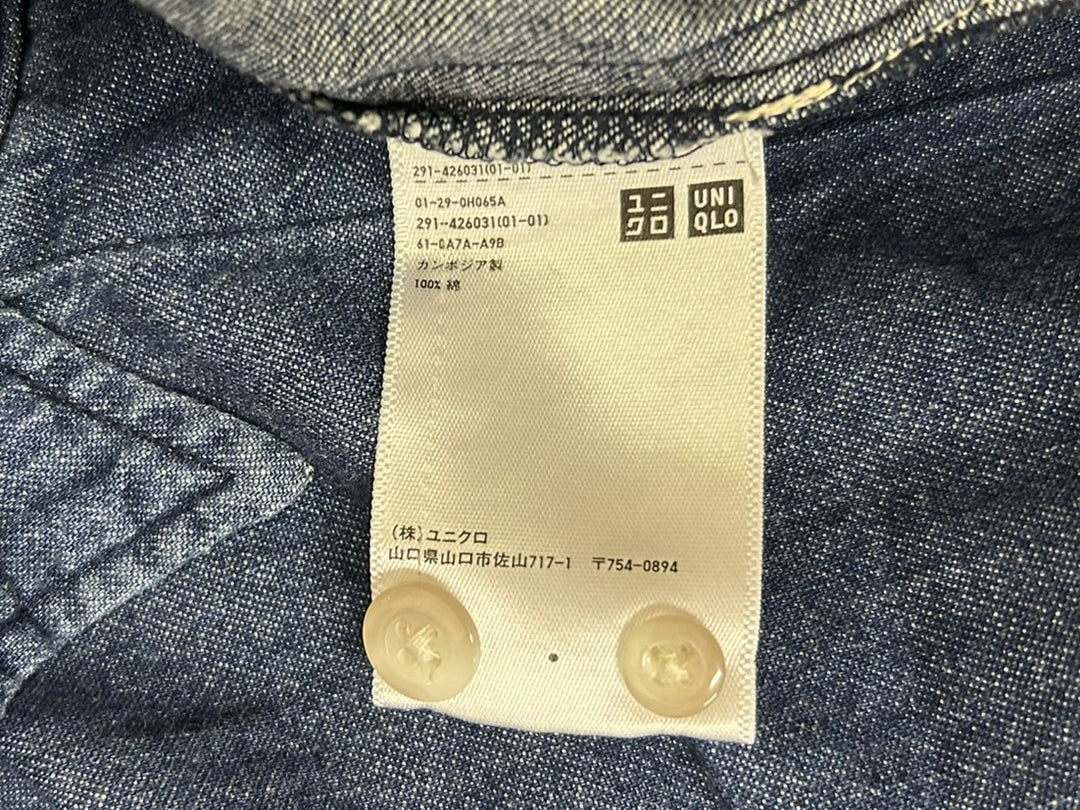 291-426031(01-01)
01-29-0H065A
291-426031(01-01)
61-0A7A-A9B
カンボジア製
100% 綿
ユニ
クロ
UNI
QLO
(株)ユニクロ
山口県山口市佐山717-1 〒754-0894